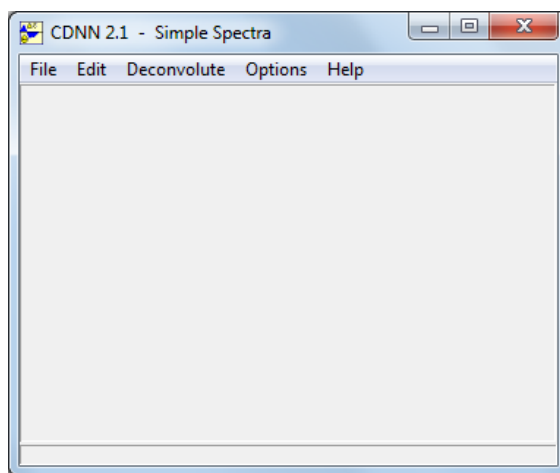 CDNN 2.1 - Simple Spectra
File Edit Deconvolute Options Help